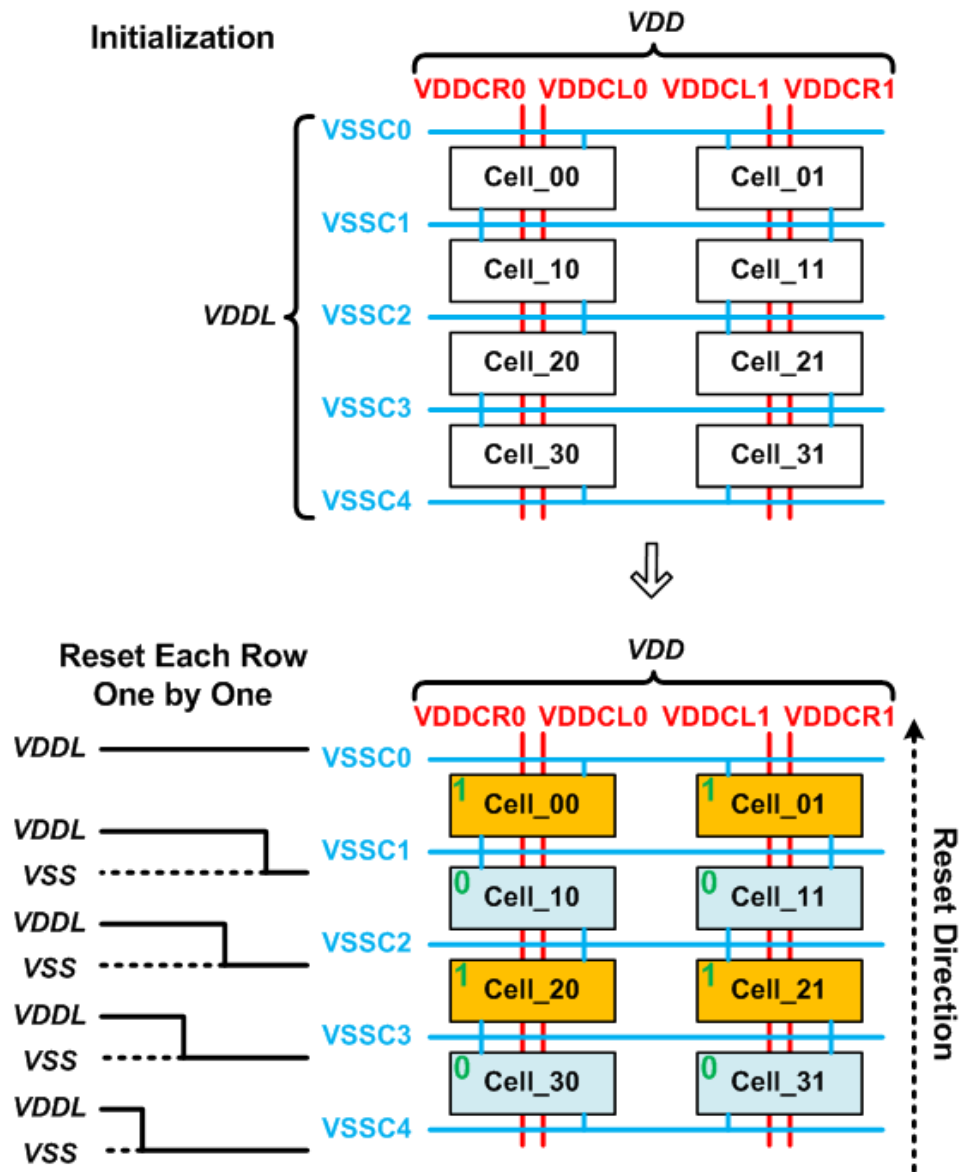 Initialization
VDD
VDDCR0 VDDCL0 VDDCL1 VDDCR1
VSSC0
Cell_00 Cell_01
VSSC1
Cell_10 Cell_11
VDDL
VSSC2
Cell_20 Cell_21
VSSC3
Cell_30 Cell_31
VSSC4
Reset Each Row
One by One
VDD
VDDCR0 VDDCL0 VDDCL1 VDDCR1
VDDL
VSSC0
1 Cell_00 1 Cell_01
VDDL
VSS
VSSC1
0 Cell_10 0 Cell_11
VDDL
VSS
VSSC2
1 Cell_20 1 Cell_21
VDDL
VSS
VSSC3
0 Cell_30 0 Cell_31
VDDL
VSS
VSSC4
Reset Direction